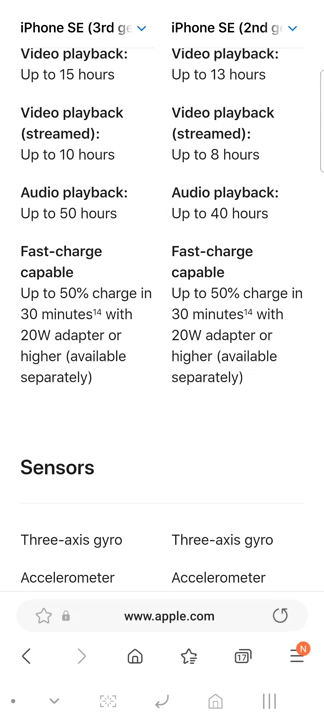 iPhone SE (3rd ge
iPhone SE (2nd g
Video playback:
Up to 15 hours
Video playback:
Up to 13 hours
Video playback
(streamed):
Up to 10 hours
Video playback
(streamed):
Up to 8 hours
Audio playback:
Up to 50 hours
Audio playback:
Up to 40 hours
Fast-charge
capable
Up to 50% charge in
30 minutes¹⁴ with
20W adapter or
higher (available
separately)
Fast-charge
capable
Up to 50% charge in
30 minutes¹⁴ with
20W adapter or
higher (available
separately)
Sensors
Three-axis gyro
Three-axis gyro
Accelerometer
Accelerometer
www.apple.com
17
N